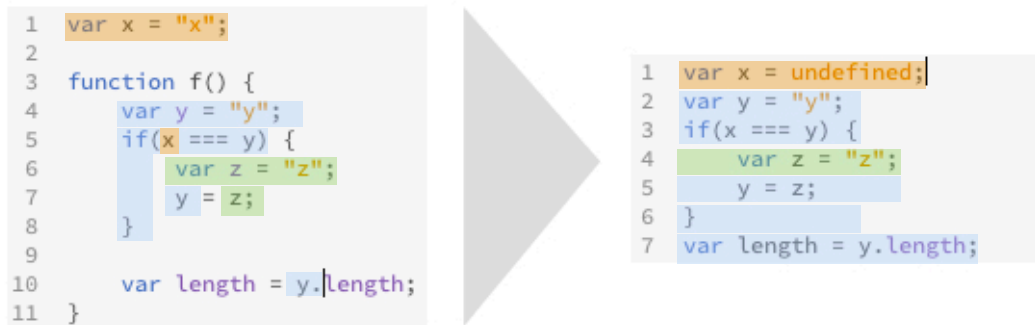 1 var x = "x";
2
3 function f() {
4 var y = "y";
5 if(x === y) {
6 var z = "z";
7 y = z;
8 }
9
10 var length = y.length;
11 }
1 var x = undefined;
2 var y = "y";
3 if(x === y) {
4 var z = "z";
5 y = z;
6 }
7 var length = y.length;